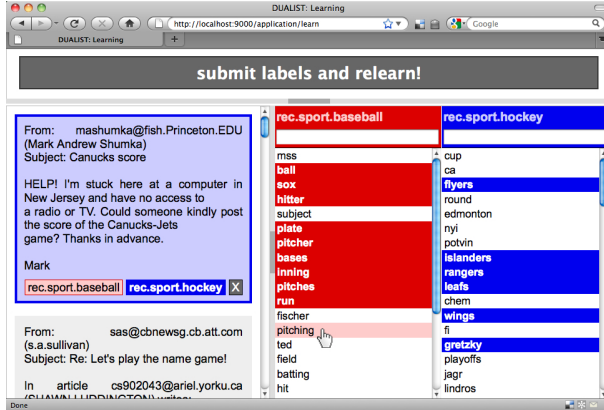 DUALIST: Learning
http://localhost:9000/application/learn
Google
DUALIST: Learning
+
submit labels and relearn!
From: mashumka@fish.Princeton.EDU
(Mark Andrew Shumka)
Subject: Canucks score
HELP! I'm stuck here at a computer in
New Jersey and have no access to
a radio or TV. Could someone kindly post
the score of the Canucks-Jets
game? Thanks in advance.
Mark
rec.sport.baseball rec.sport.hockey X
From: sas@cbnewsg.cb.att.com
(s.a.sullivan)
Subject: Re: Let's play the name game!
In article cs902043@ariel.yorku.ca
(SHAWN LUDDINGTON) writes:
rec.sport.baseball
mss
ball
sox
hitter
subject
plate
pitcher
bases
inning
pitches
run
fischer
pitching
ted
field
batting
hit
rec.sport.hockey
cup
ca
flyers
round
edmonton
nyi
potvin
islanders
rangers
leafs
chem
wings
fi
gretzky
playoffs
jagr
lindros
Done